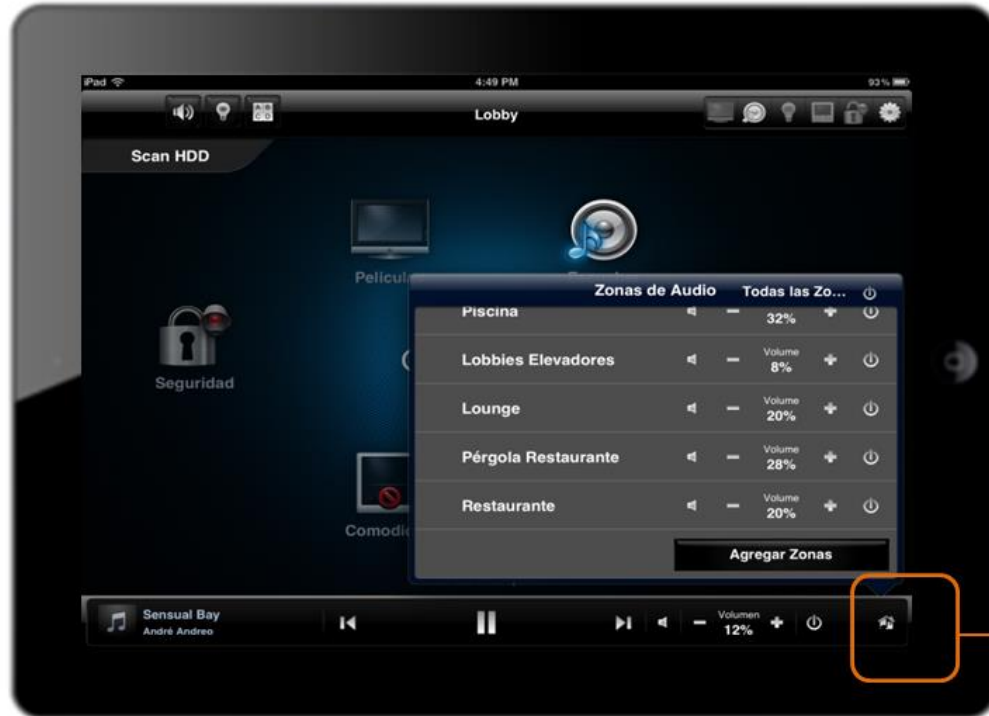 iPad 4:49 PM 93%
A B
C D
Lobby
Scan HDD
Zonas de Audio Todas las Zo...
Piscina 32%
Volume
Lobbies Elevadores 8%
Volume
Lounge 20%
Volume
Pérgola Restaurante 28%
Volume
Restaurante 20%
Agregar Zonas
Seguridad
Sensual Bay
André Andreo
Volumen
12%